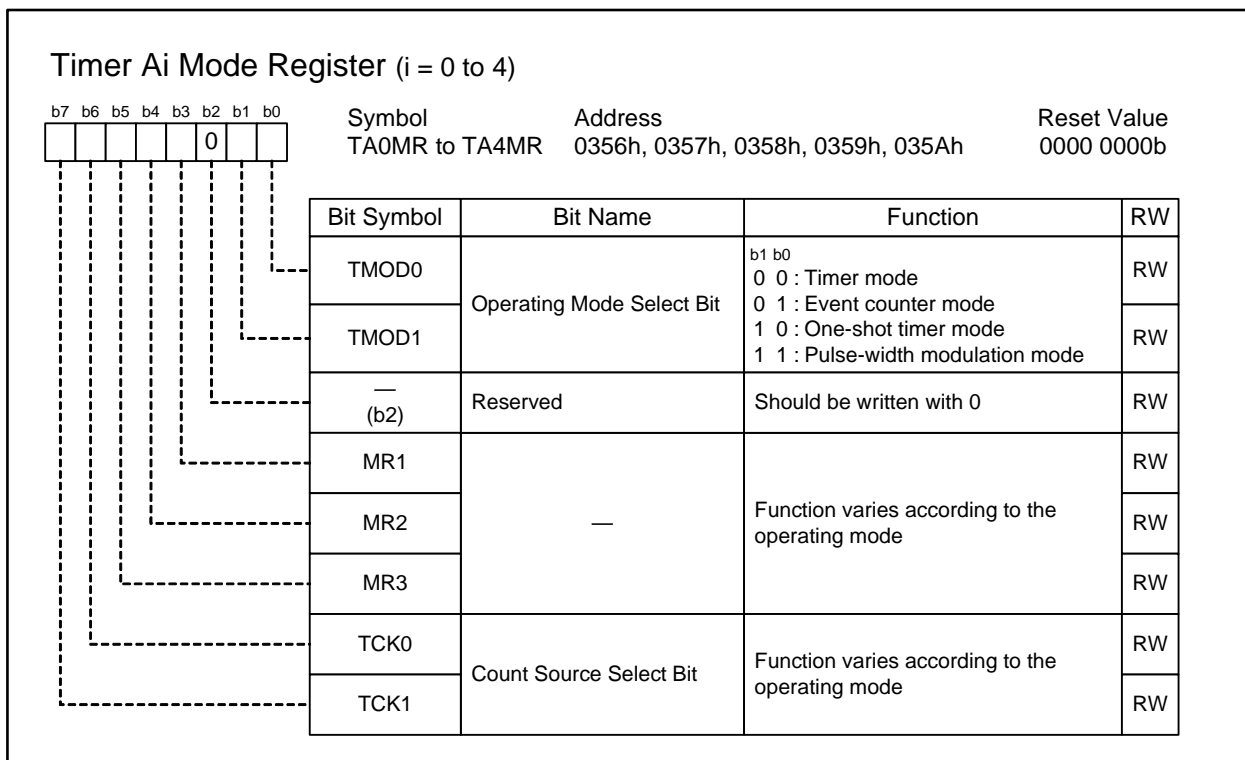 Timer Ai Mode Register (i = 0 to 4)
b7 b6 b5 b4 b3 b2 b1 b0
0
Symbol Address Reset Value
TA0MR to TA4MR 0356h, 0357h, 0358h, 0359h, 035Ah 0000 0000b
Bit Symbol Bit Name Function RW
TMOD0
TMOD1
Operating Mode Select Bit
b1 b0
0 0 : Timer mode
0 1 : Event counter mode
1 0 : One-shot timer mode
1 1 : Pulse-width modulation mode
RW
RW
—
(b2)
Reserved
Should be written with 0
RW
MR1
MR2
MR3
—
Function varies according to the
operating mode
RW
RW
RW
TCK0
TCK1
Count Source Select Bit
Function varies according to the
operating mode
RW
RW